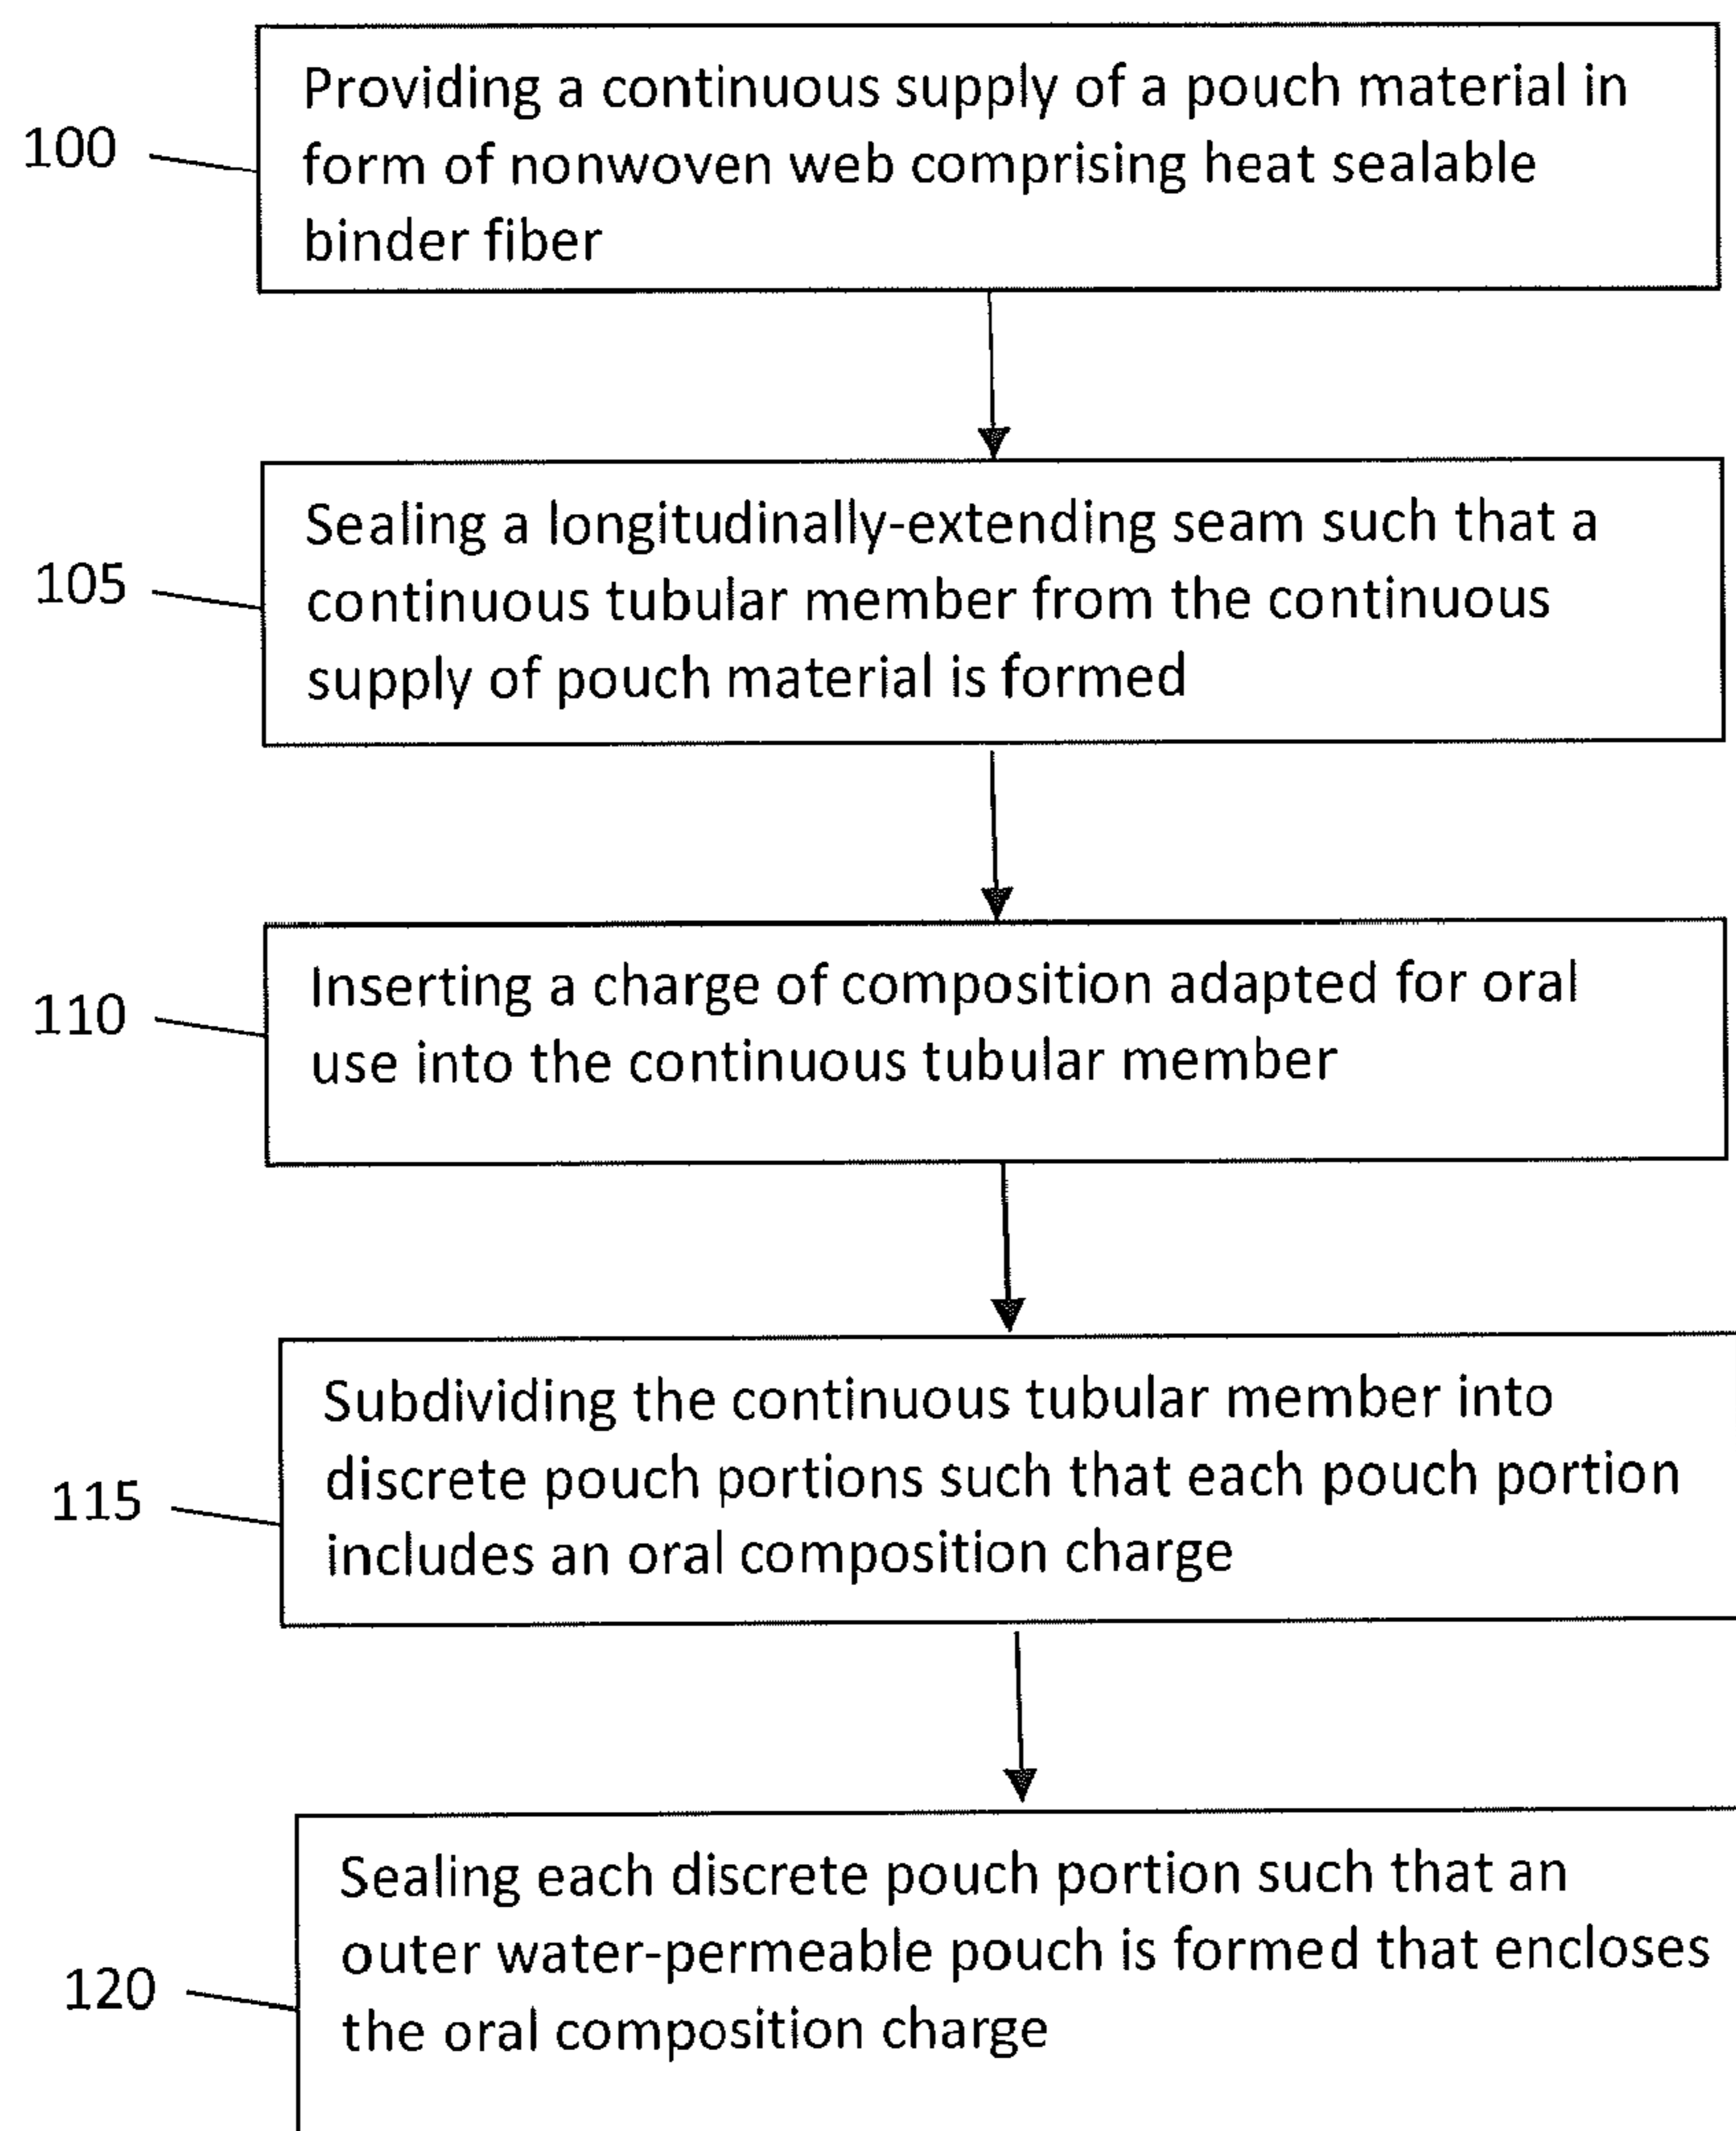 100
Providing a continuous supply of a pouch material in
form of nonwoven web comprising heat sealable
binder fiber
105
Sealing a longitudinally-extending seam such that a
continuous tubular member from the continuous
supply of pouch material is formed
110
Inserting a charge of composition adapted for oral
use into the continuous tubular member
115
Subdividing the continuous tubular member into
discrete pouch portions such that each pouch portion
includes an oral composition charge
120
Sealing each discrete pouch portion such that an
outer water-permeable pouch is formed that encloses
the oral composition charge